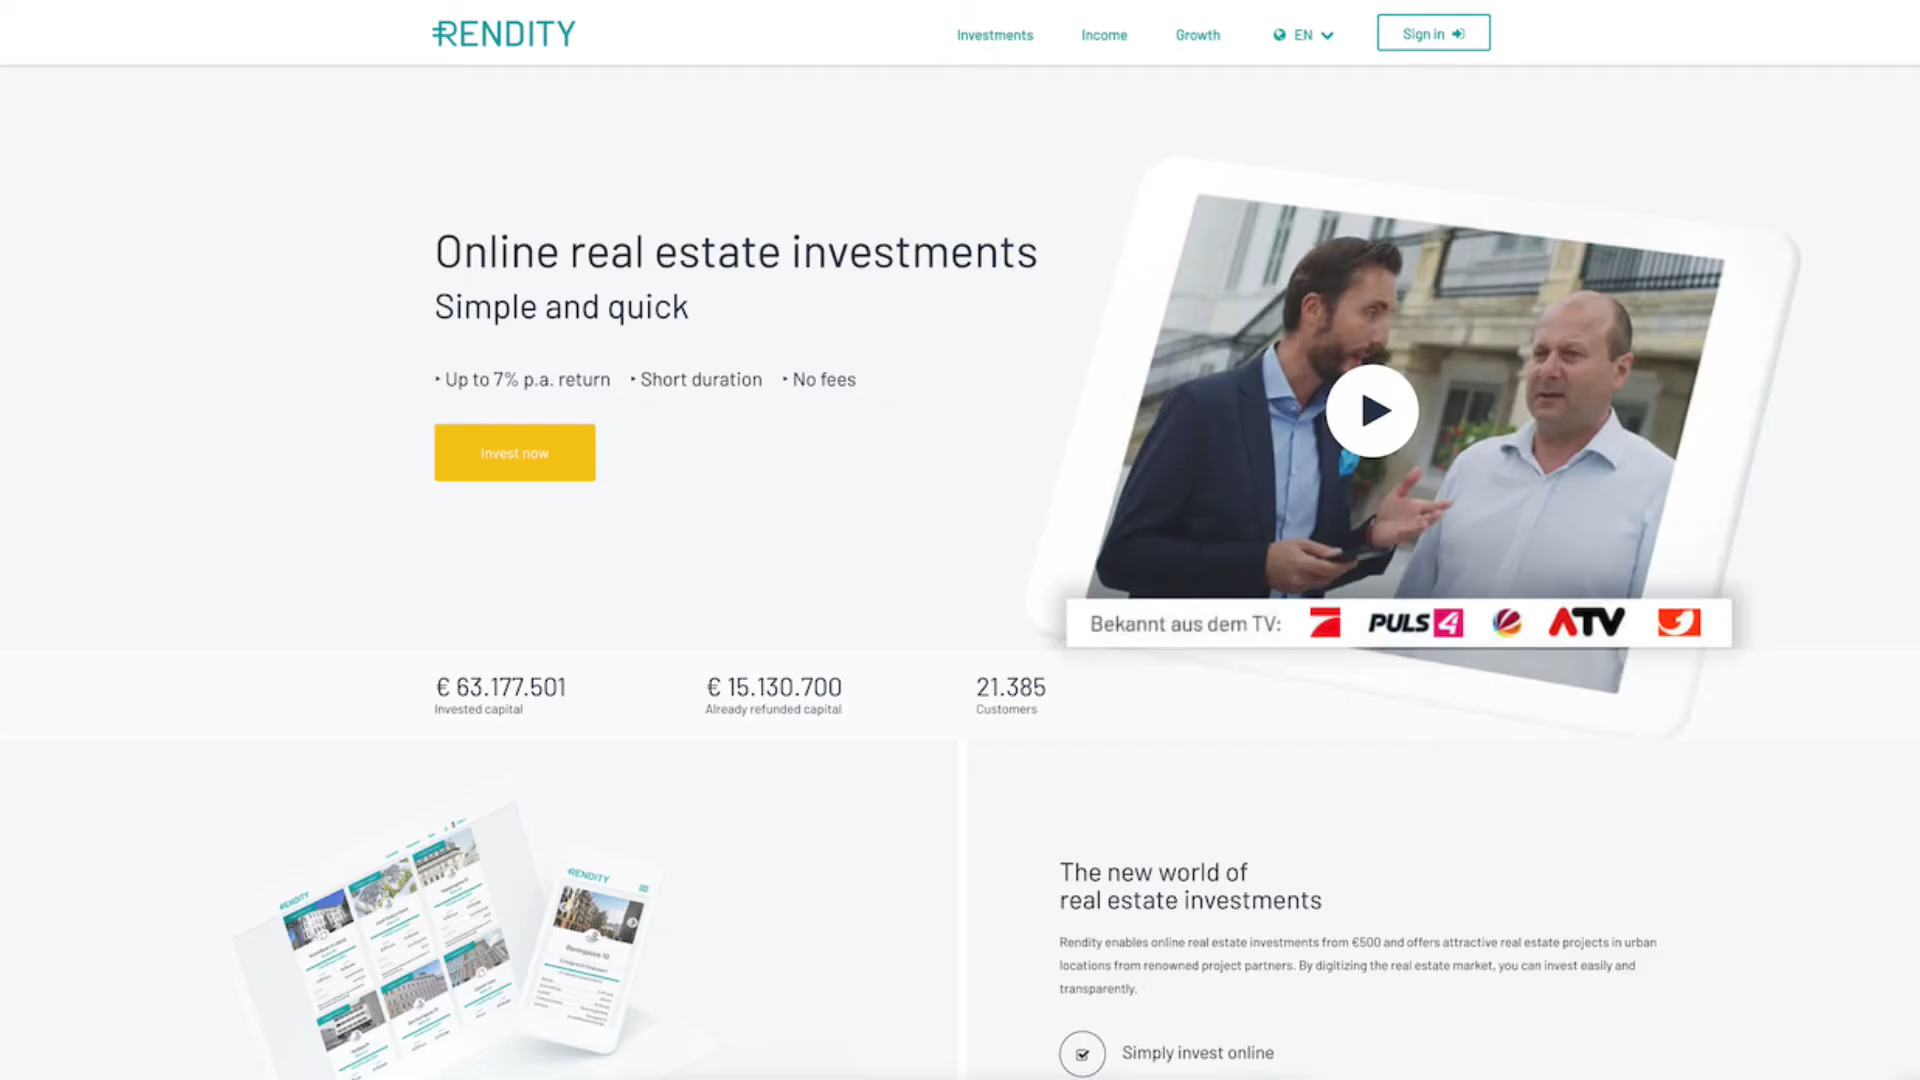 RENDITY
Investments
Income
Growth
EN
Sign in
Online real estate investments
Simple and quick
Up to 7% p.a. return
Short duration
No fees
Invest now
Bekannt aus dem TV:
PULS 4
ATV
€ 63.177.501
Invested capital
€ 15.130.700
Already refunded capital
21.385
Customers
RENDITY
RENDITY
The new world of
real estate investments
Rendity enables online real estate investments from €500 and offers attractive real estate projects in urban
locations from renowned project partners. By digitizing the real estate market, you can invest easily and
transparently.
Simply invest online